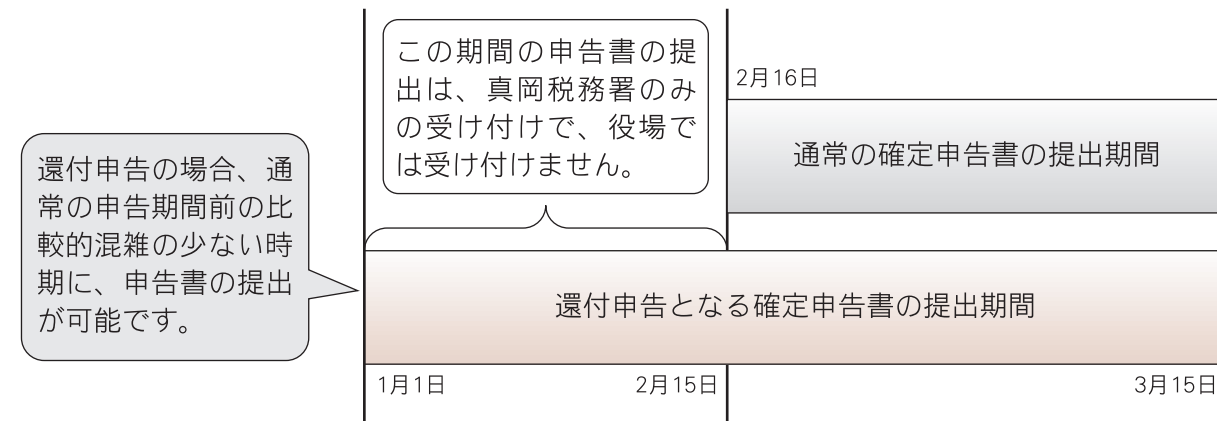 この期間の申告書の提
出は、真岡税務署のみ
の受け付けで、役場で
は受け付けません。
2月16日
通常の確定申告書の提出期間
還付申告の場合、通
常の申告期間前の比
較的混雑の少ない時
期に、申告書の提出
が可能です。
還付申告となる確定申告書の提出期間
1月1日
2月15日
3月15日